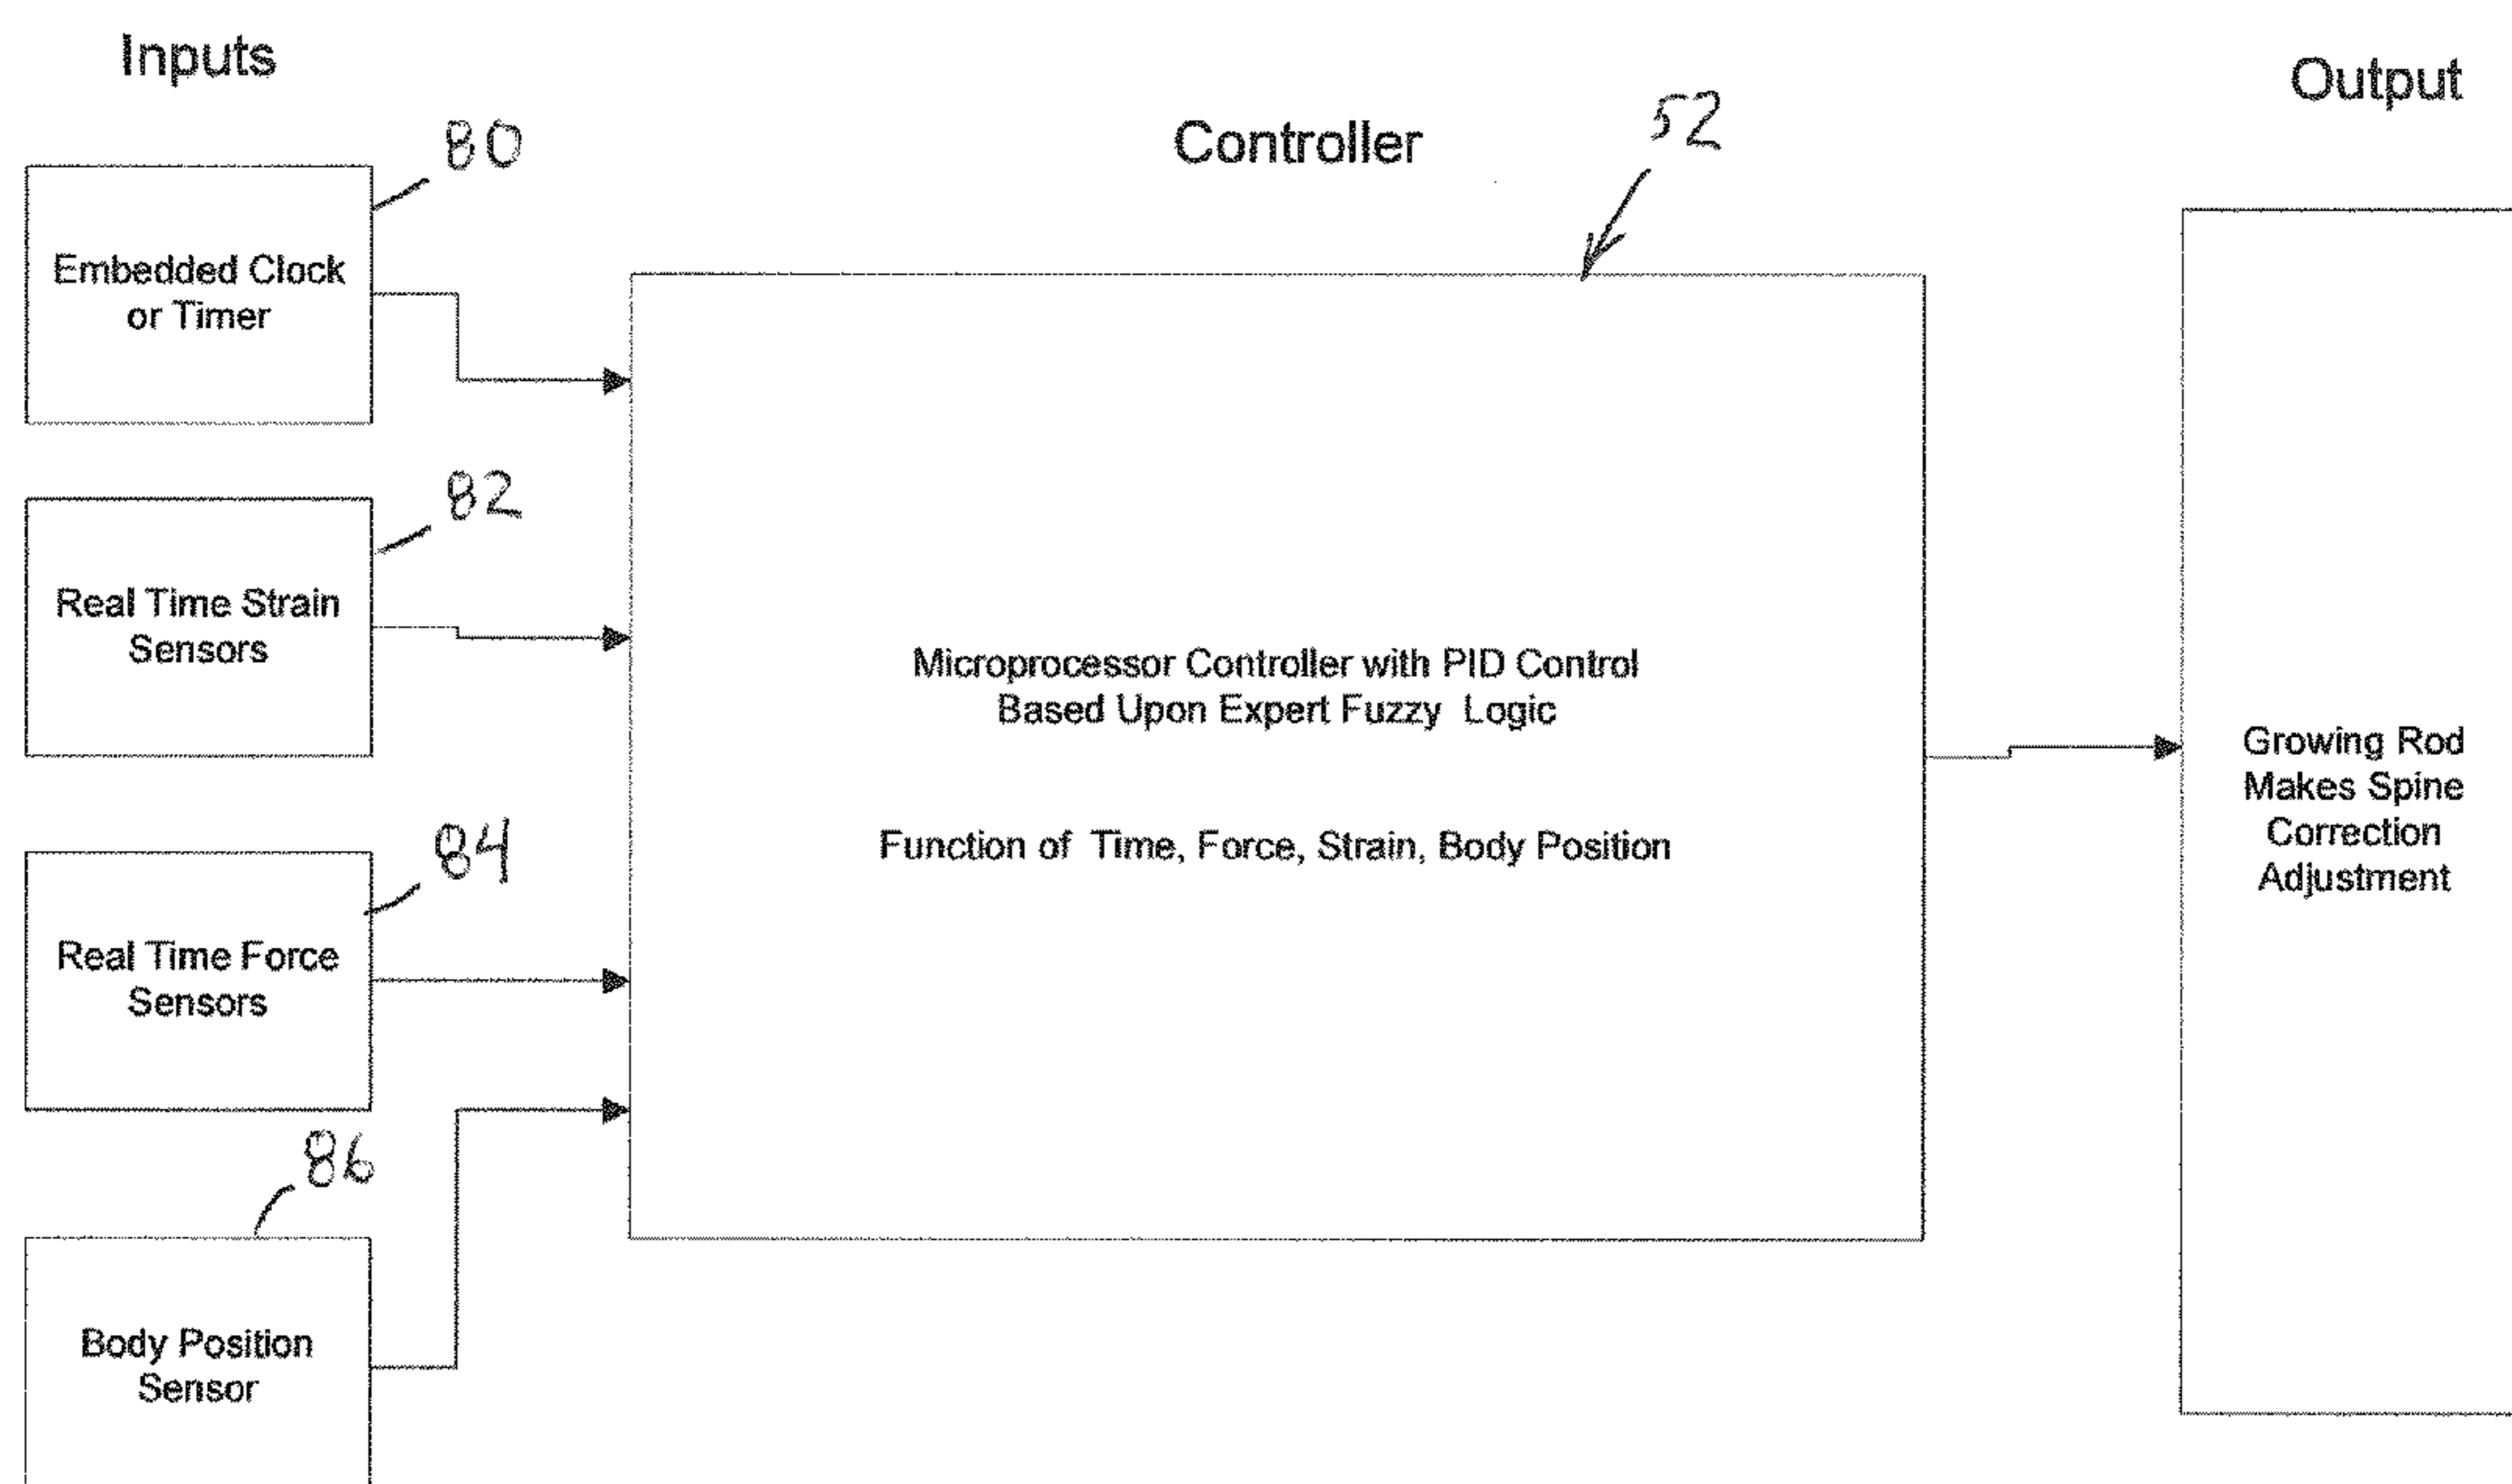 Inputs
80
Embedded Clock
or Timer
82
Real Time Strain
Sensors
84
Real Time Force
Sensors
86
Body Position
Sensor
Controller
52
Microprocessor Controller with PID Control
Based Upon Expert Fuzzy Logic
Function of Time, Force, Strain, Body Position
Output
Growing Rod
Makes Spine
Correction
Adjustment